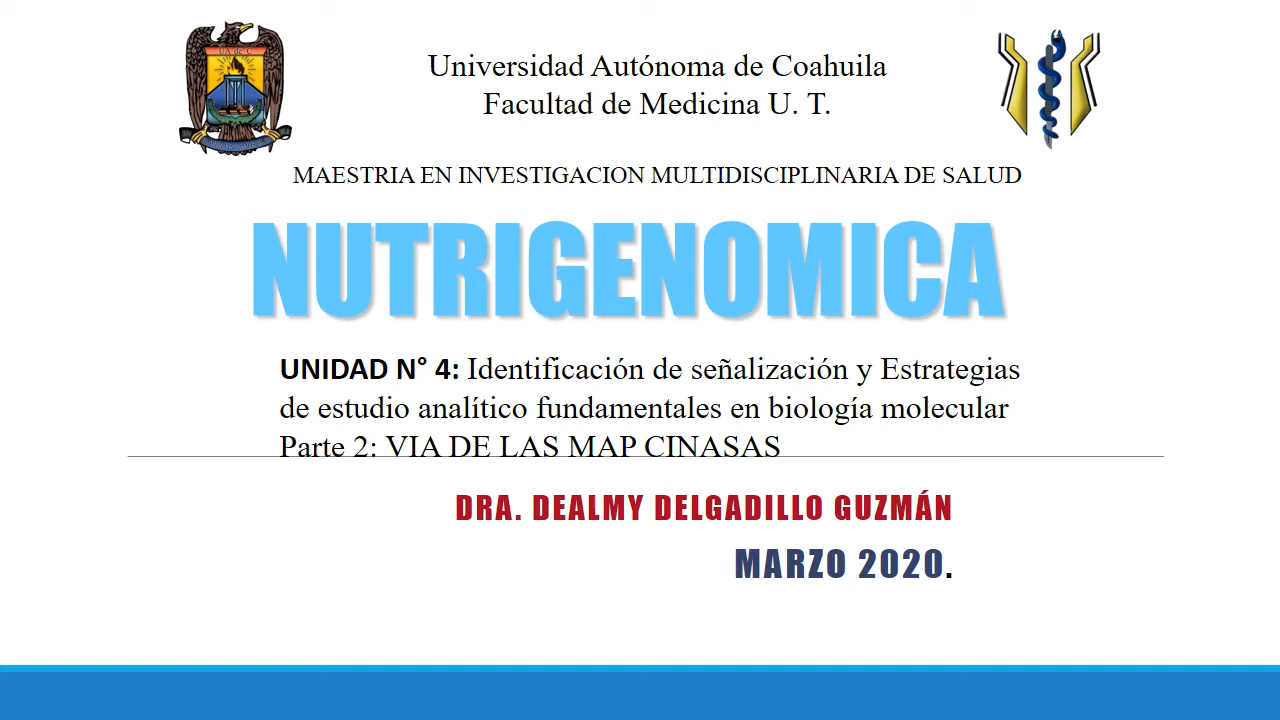 UA de C
Universidad Autónoma de Coahuila
Facultad de Medicina U. T.
MAESTRIA EN INVESTIGACION MULTIDISCIPLINARIA DE SALUD
NUTRIGENOMICA
UNIDAD N° 4: Identificación de señalización y Estrategias
de estudio analítico fundamentales en biología molecular
Parte 2: VIA DE LAS MAP CINASAS
DRA. DEALMY DELGADILLO GUZMÁN
MARZO 2020.